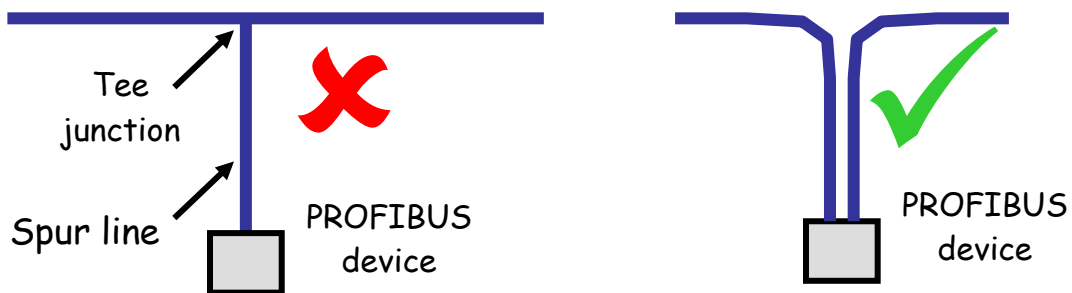 Tee
junction
Spur line
PROFIBUS
device
PROFIBUS
device